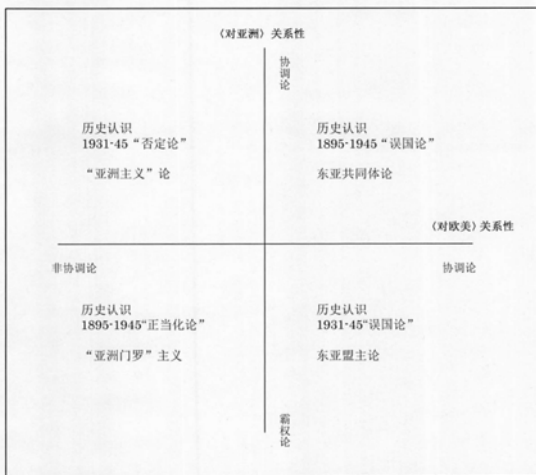 〈对亚洲〉关系性
协调论
历史认识
1931-45“否定论”
“亚洲主义”论
历史认识
1895-1945“误国论”
东亚共同体论
〈对欧美〉关系性
非协调论
协调论
历史认识
1895-1945“正当化论”
“亚洲门罗”主义
历史认识
1931-45“误国论”
东亚盟主论
霸权论